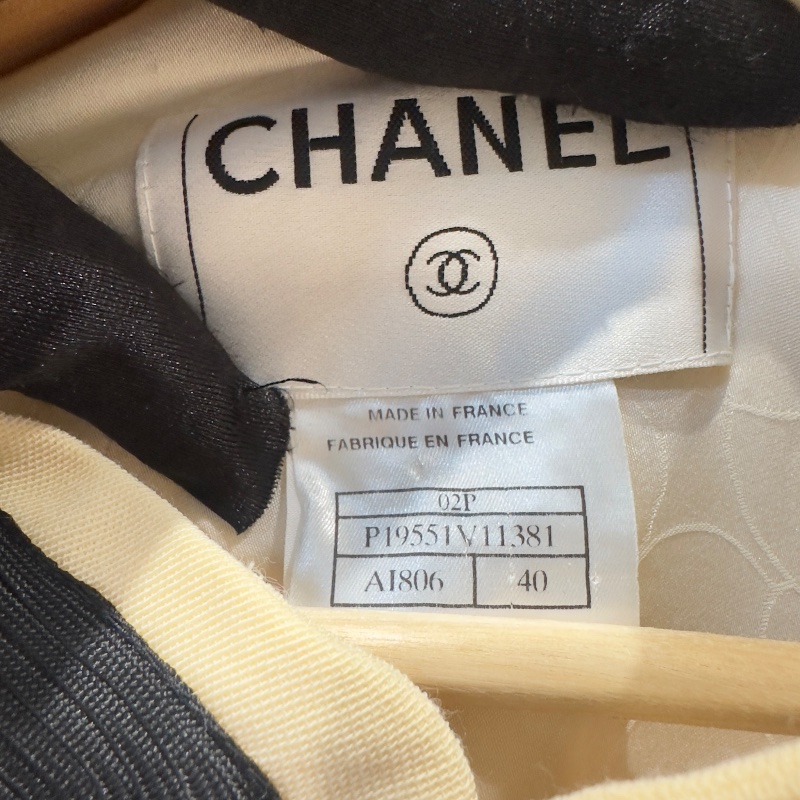 CHANEL
MADE IN FRANCE
FABRIQUE EN FRANCE
02P
P19551V11381
AI806 40